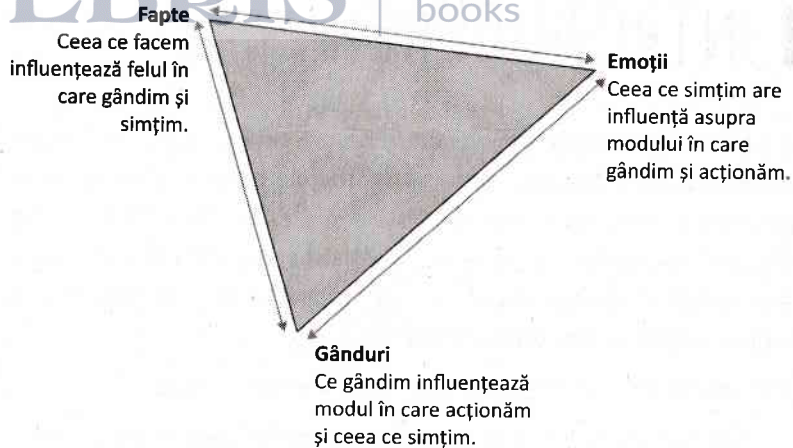 books
Fapte
Ceea ce facem
influențează felul în
care gândim și
simțim.
Emoții
Ceea ce simțim are
influență asupra
modului în care
gândim și acționăm.
Gânduri
Ce gândim influențează
modul în care acționăm
și ceea ce simțim.